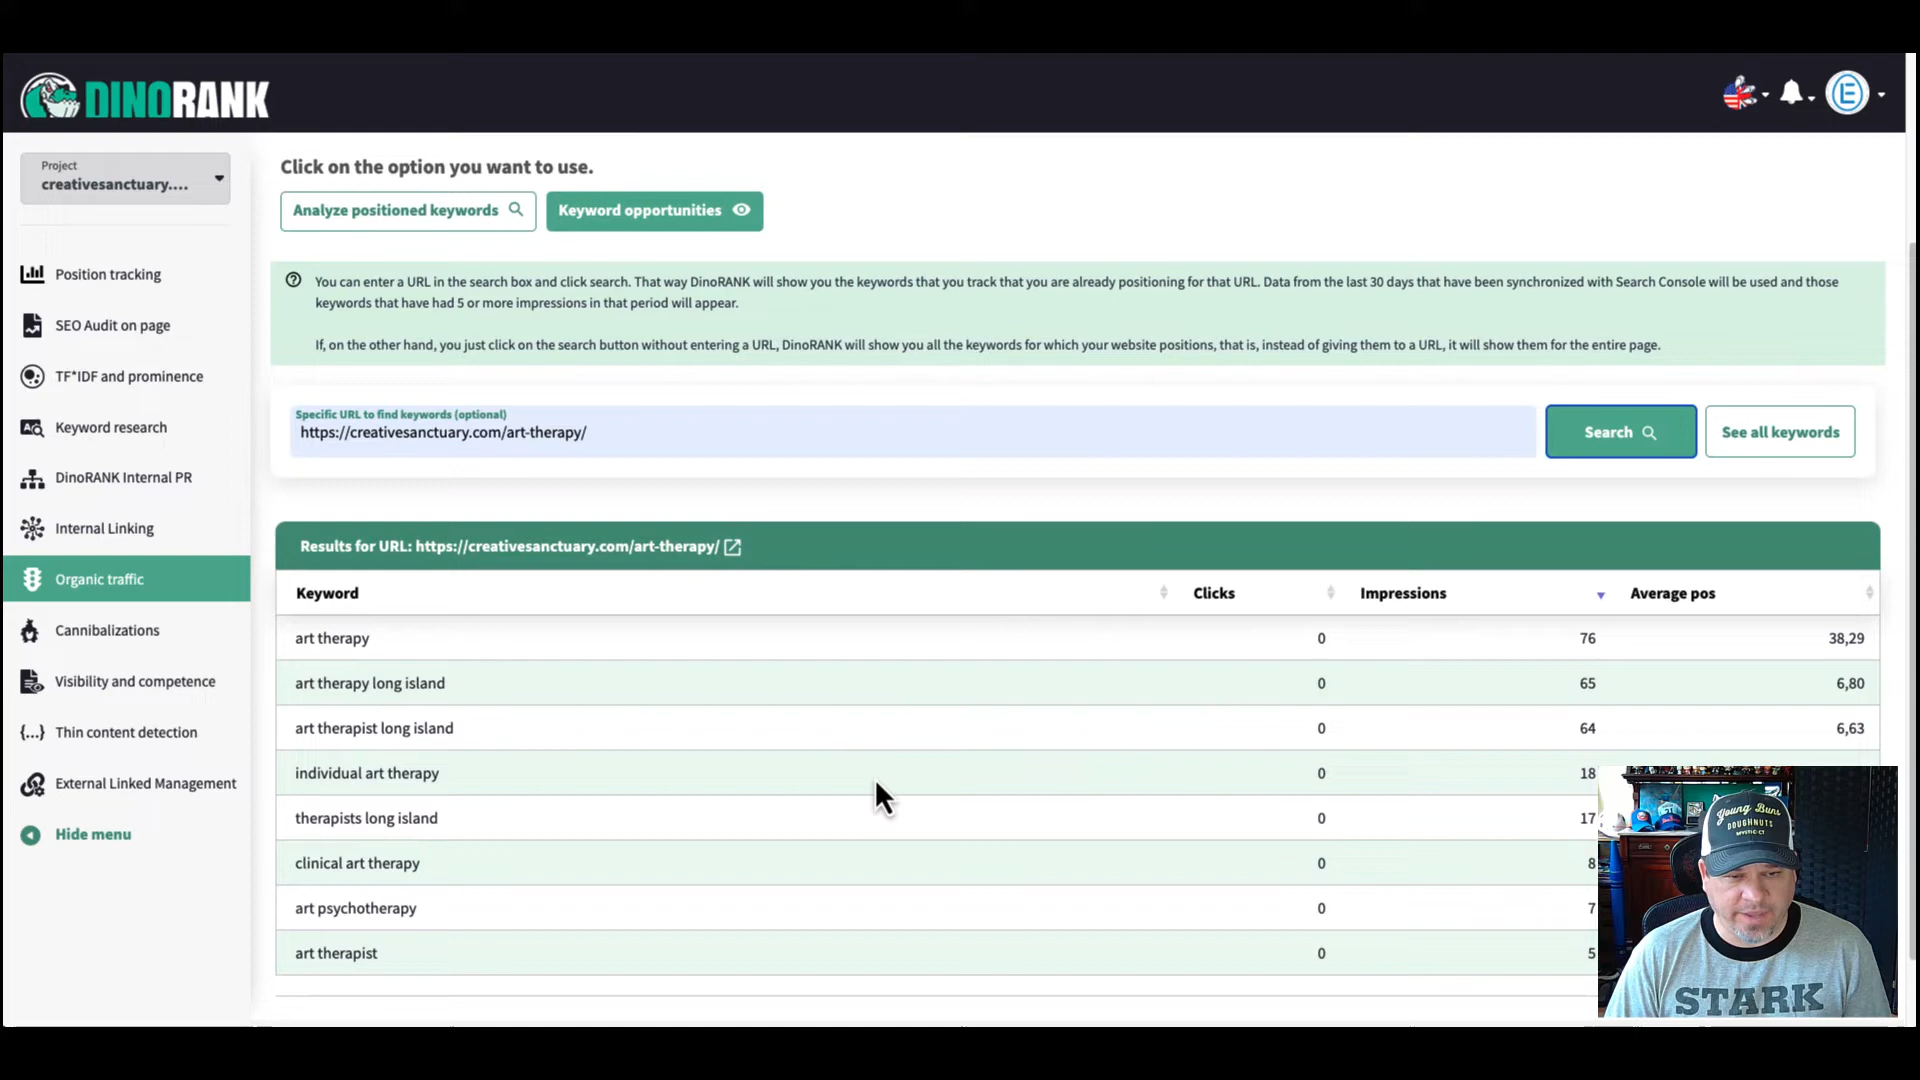 DINORANK
Project
creativesanctuary....
Position tracking
SEO Audit on page
TF*IDF and prominence
Keyword research
DinoRANK Internal PR
Internal Linking
Organic traffic
Cannibalizations
Visibility and competence
Thin content detection
External Linked Management
Hide menu
Click on the option you want to use.
Analyze positioned keywords
Keyword opportunities
You can enter a URL in the search box and click search. That way DinoRANK will show you the keywords that you track that you are already positioning for that URL. Data from the last 30 days that have been synchronized with Search Console will be used and those
keywords that have had 5 or more impressions in that period will appear.
If, on the other hand, you just click on the search button without entering a URL, DinoRANK will show you all the keywords for which your website positions, that is, instead of giving them to a URL, it will show them for the entire page.
Specific URL to find keywords (optional)
https://creativesanctuary.com/art-therapy/
Search
See all keywords
Results for URL: https://creativesanctuary.com/art-therapy/
Keyword Clicks Impressions Average pos
art therapy 0 76 38,29
art therapy long island 0 65 6,80
art therapist long island 0 64 6,63
individual art therapy 0 18
therapists long island 0 17
clinical art therapy 0 8
art psychotherapy 0 7
art therapist 0 5
Young Buns
DOUGHNUTS
MYSTIC CT
STARK